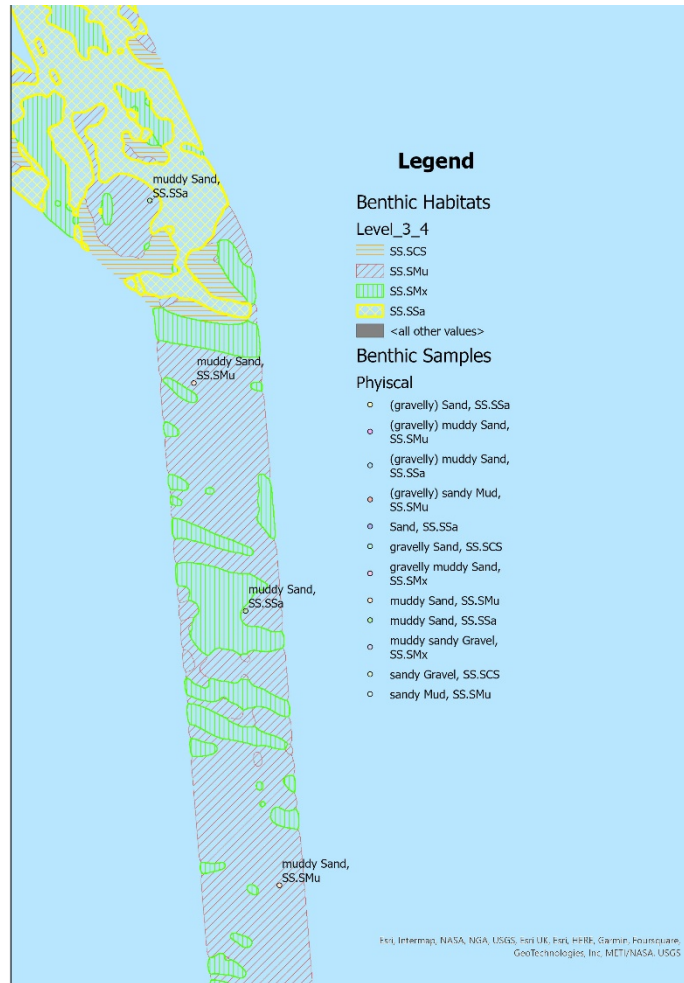 muddy Sand,
SS.SSa
muddy Sand,
SS.SMu
muddy Sand,
SS.SSa
muddy Sand,
SS.SMu
Legend
Benthic Habitats
Level_3_4
SS.SCS
SS.SMu
SS.SMx
SS.SSa
<all other values>
Benthic Samples
Phyiscal
(gravelly) Sand, SS.SSa
(gravelly) muddy Sand,
SS.SMu
(gravelly) muddy Sand,
SS.SSa
(gravelly) sandy Mud,
SS.SMu
Sand, SS.SSa
gravelly Sand, SS.SCS
gravelly muddy Sand,
SS.SMx
muddy Sand, SS.SMu
muddy Sand, SS.SSa
muddy sandy Gravel,
SS.SMx
sandy Gravel, SS.SCS
sandy Mud, SS.SMu
Esri, Intermap, NASA, NGA, USGS, Esri UK, Esri, HERE, Garmin, Foursquare,
GeoTechnologies, Inc, METI/NASA, USGS